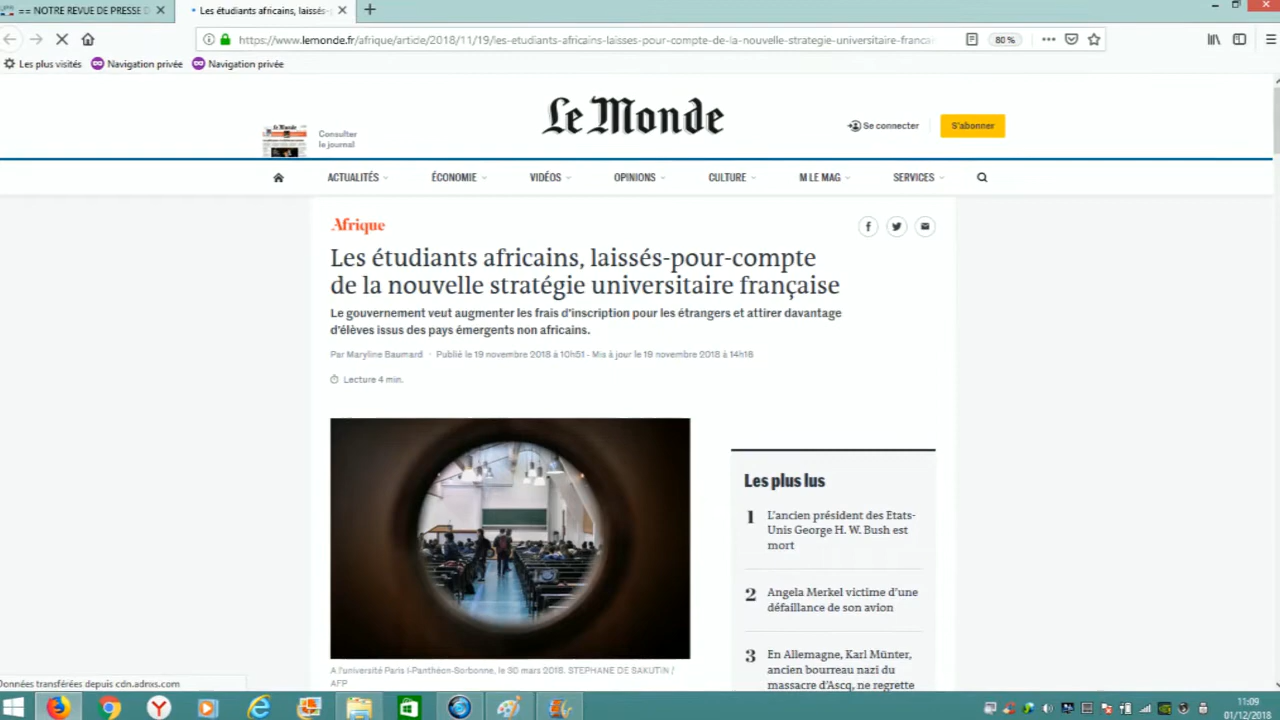 == NOTRE REVUE DE PRESSE
Les étudiants africains, laissés-
https://www.lemonde.fr/afrique/article/2018/11/19/les-etudiants-africains-laisses-pour-compte-de-la-nouvelle-strategie-universitaire-franca
80 %
Les plus visités
Navigation privée
Navigation privée
Consulter
le journal
Le Monde
Se connecter
S'abonner
ACTUALITÉS
ÉCONOMIE
VIDÉOS
OPINIONS
CULTURE
M LE MAG
SERVICES
Afrique
Les étudiants africains, laissés-pour-compte
de la nouvelle stratégie universitaire française
Le gouvernement veut augmenter les frais d'inscription pour les étrangers et attirer davantage
d'élèves issus des pays émergents non africains.
Par Maryline Baumard · Publié le 19 novembre 2018 à 10h51 - Mis à jour le 19 novembre 2018 à 14h18
Lecture 4 min.
A l'université Paris I-Panthéon-Sorbonne, le 30 mars 2018. STEPHANE DE SAKUTIN /
AFP
Les plus lus
1 L'ancien président des Etats-
Unis George H. W. Bush est
mort
2 Angela Merkel victime d'une
défaillance de son avion
3 En Allemagne, Karl Münter,
ancien bourreau nazi du
massacre d'Ascq, ne regrette
Données transférées depuis cdn.adnxs.com
11:09
01/12/2018